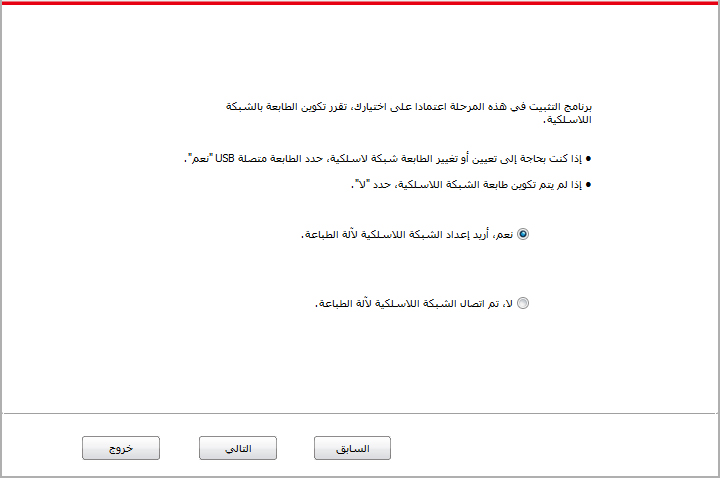 برنامج التثبيت في هذه المرحلة اعتمادا على اختيارك، تقرر تكوين الطابعة بالشبكة
اللاسلكية.
• إذا كنت بحاجة إلى تعيين أو تغيير الطابعة شبكة لاسلكية، حدد الطابعة متصلة USB "نعم".
• إذا لم يتم تكوين طابعة الشبكة اللاسلكية، حدد "لا".
نعم، أريد إعداد الشبكة اللاسلكية لآلة الطباعة.
لا، تم اتصال الشبكة اللاسلكية لآلة الطباعة.
السابق
التالي
خروج